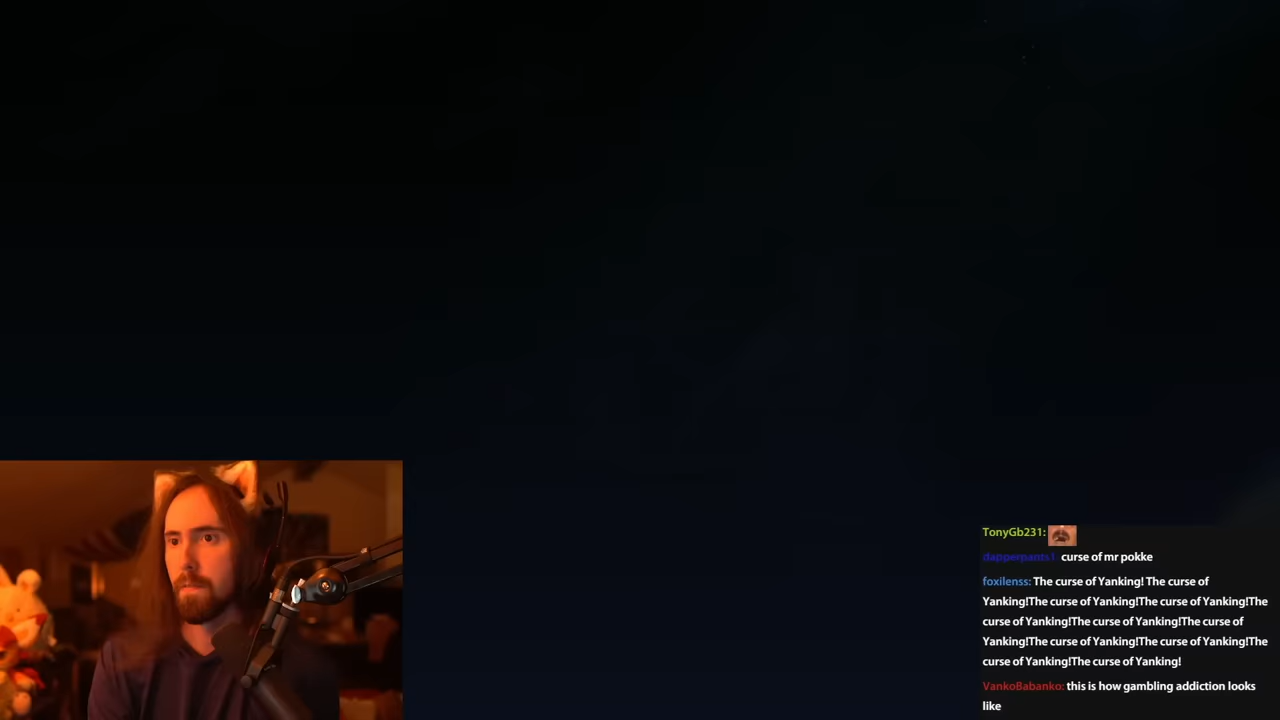 TonyGb231:
dapperpants1 curse of mr pokke
foxilenss: The curse of Yanking! The curse of
Yanking!The curse of Yanking!The curse of Yanking!The
curse of Yanking!The curse of Yanking!The curse of
Yanking!The curse of Yanking!The curse of Yanking!The
curse of Yanking!The curse of Yanking!
VankoBabanko: this is how gambling addiction looks
like